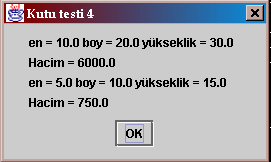 Kutu testi 4
en = 10.0 boy = 20.0 yükseklik = 30.0
Hacim = 6000.0
en = 5.0 boy = 10.0 yükseklik = 15.0
Hacim = 750.0
OK